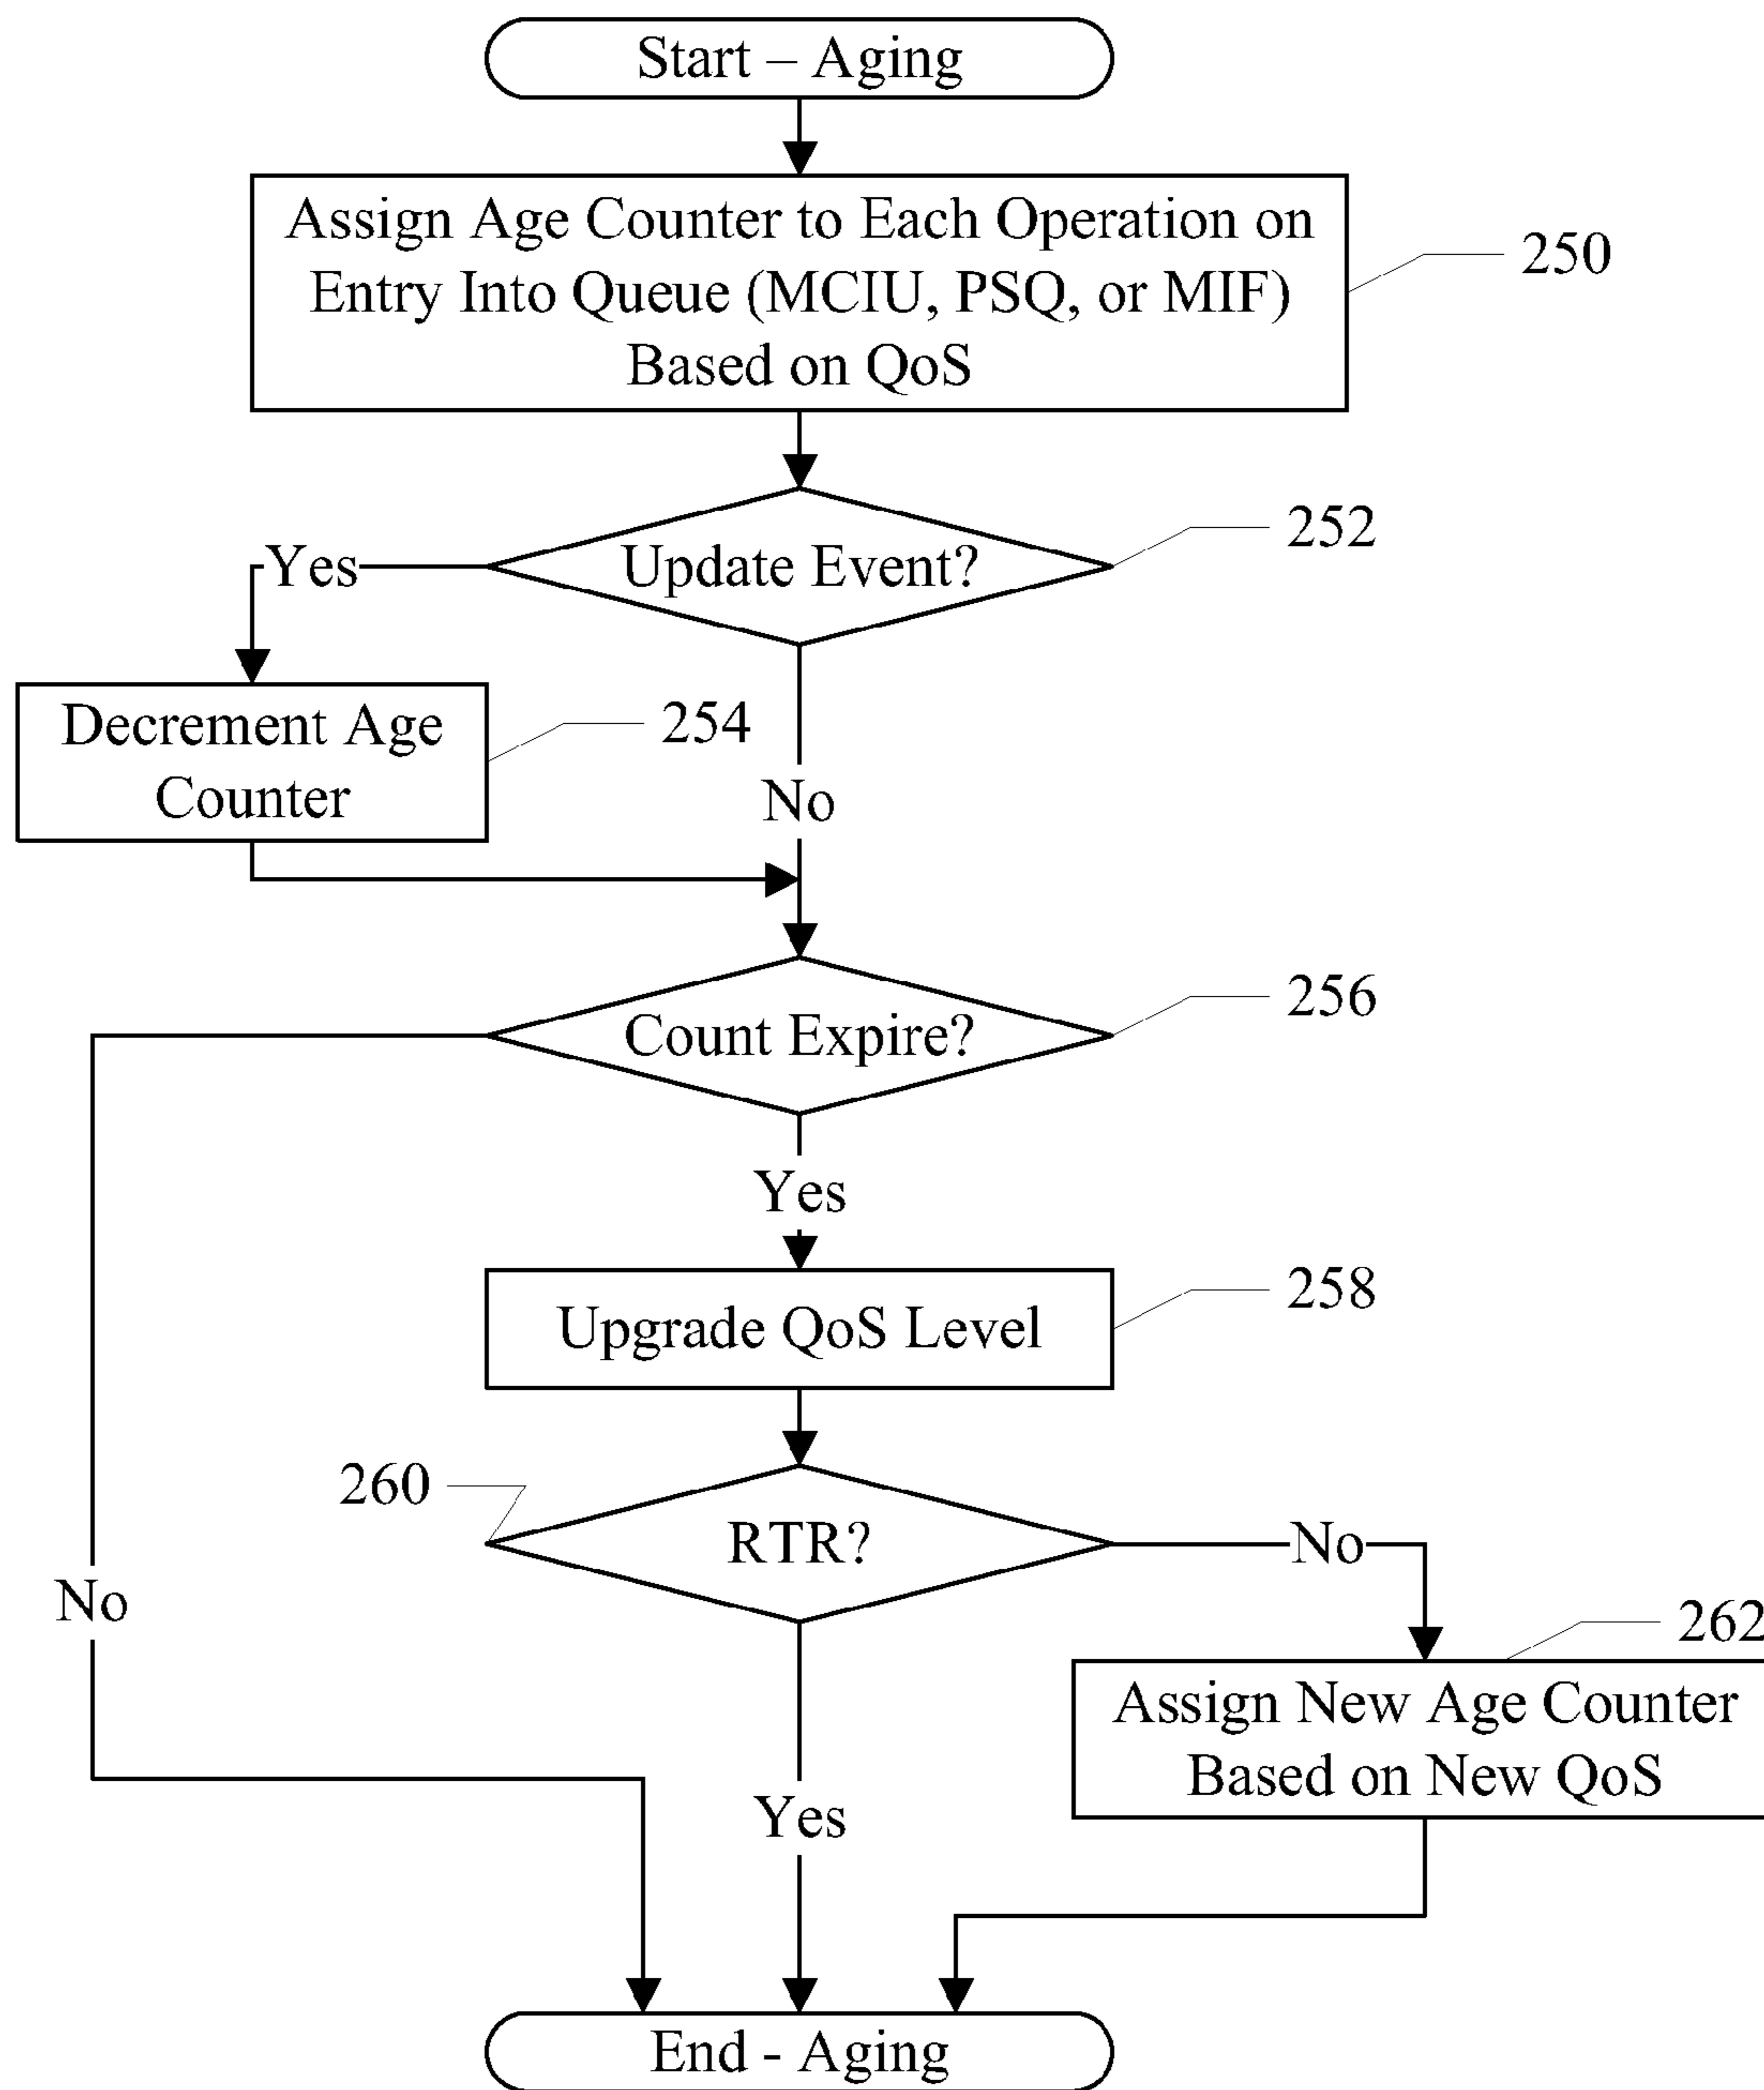 Start – Aging
Assign Age Counter to Each Operation on
Entry Into Queue (MCIU, PSQ, or MIF)
Based on QoS
250
Update Event?
252
Yes
Decrement Age
Counter
254
No
Count Expire?
256
Yes
Upgrade QoS Level
258
260
RTR?
No
No
262
Assign New Age Counter
Based on New QoS
Yes
End - Aging